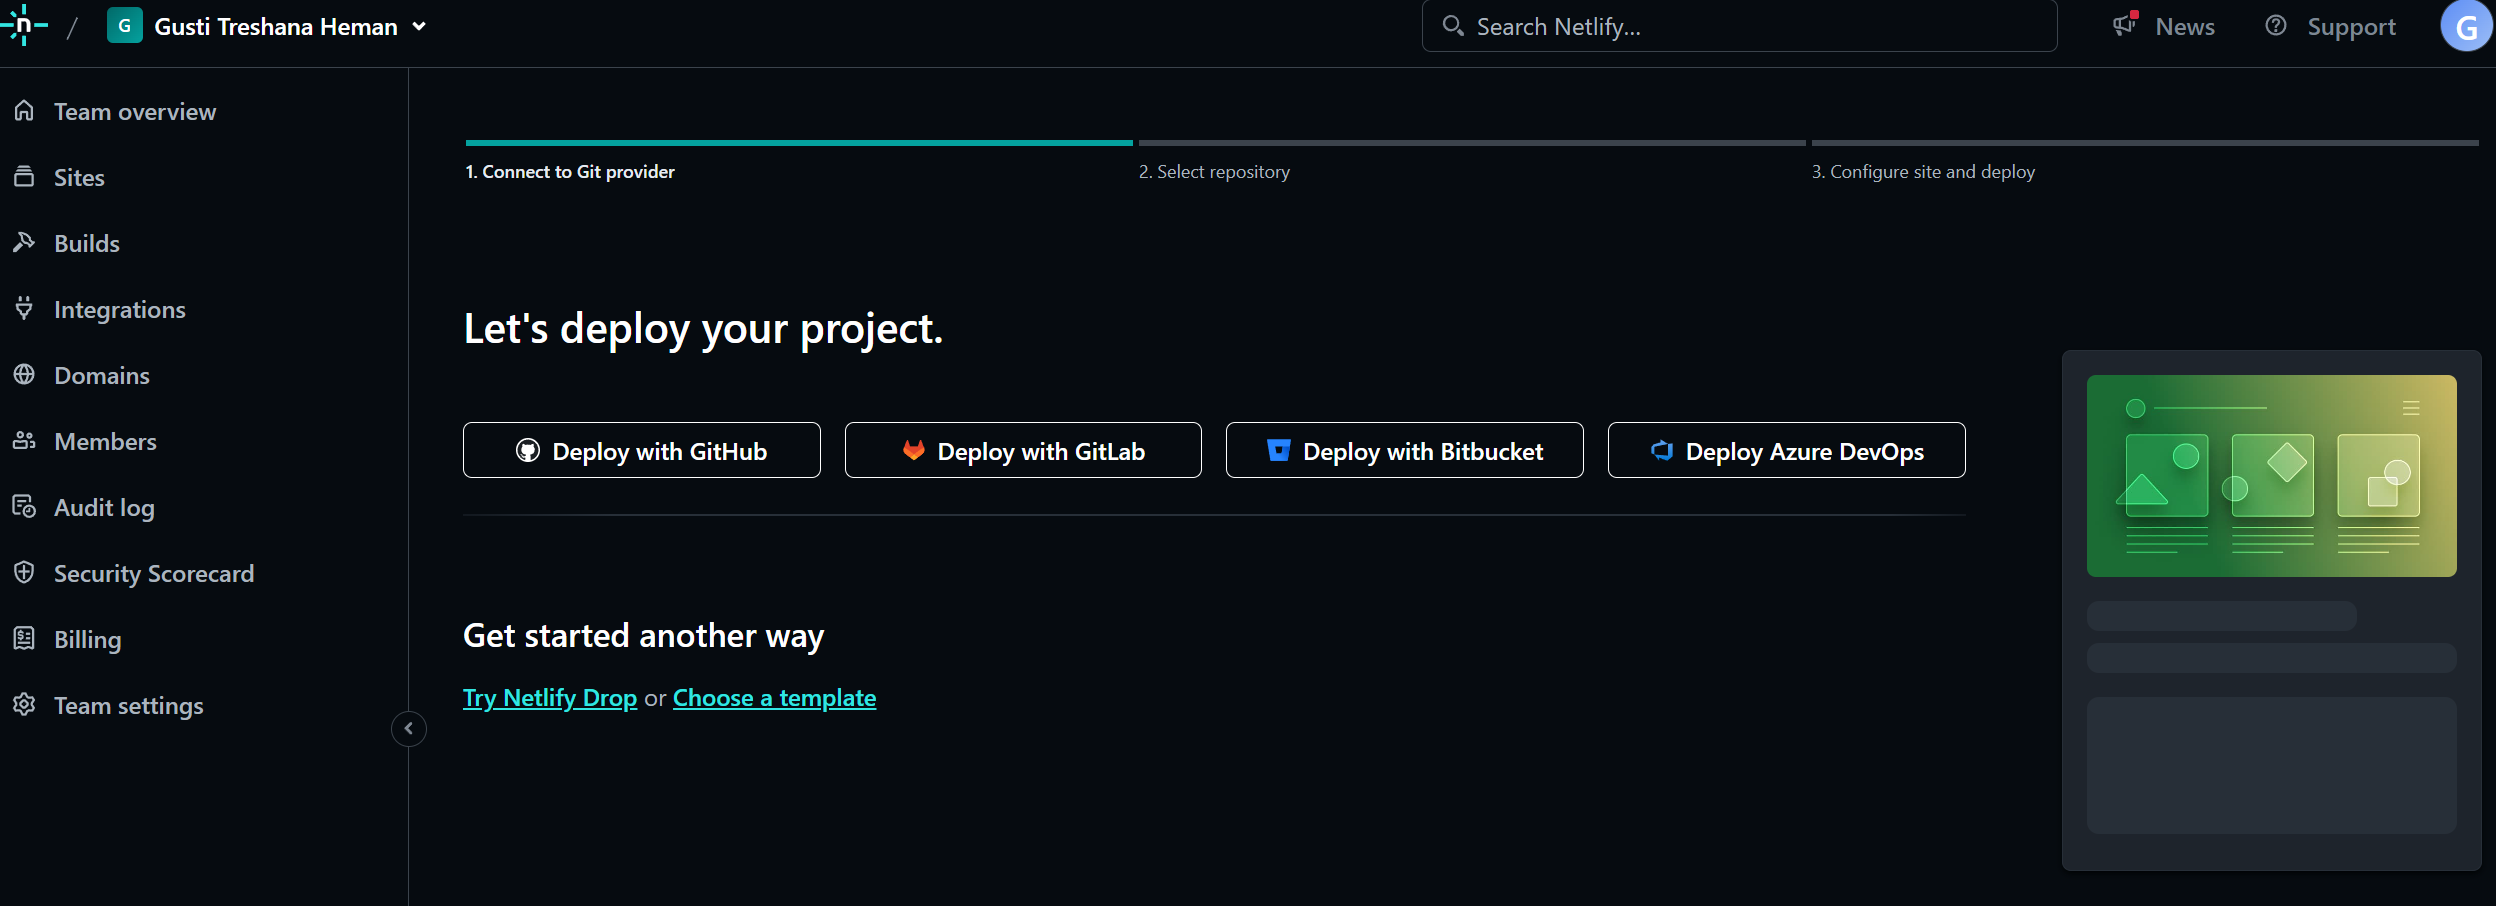 n / G Gusti Treshana Heman
Search Netlify...
News
Support
G
Team overview
Sites
Builds
Integrations
Domains
Members
Audit log
Security Scorecard
Billing
Team settings
1. Connect to Git provider
2. Select repository
3. Configure site and deploy
Let's deploy your project.
Deploy with GitHub
Deploy with GitLab
Deploy with Bitbucket
Deploy Azure DevOps
Get started another way
Try Netlify Drop or Choose a template